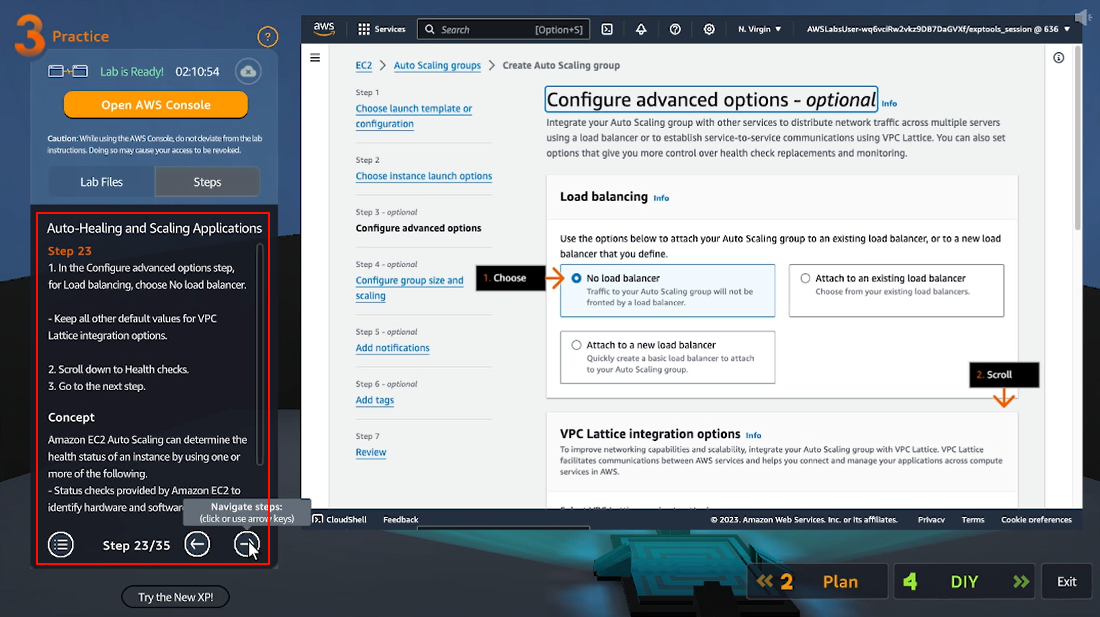 3 Practice
?
Lab is Ready! 02:10:54
Open AWS Console
Caution: While using the AWS Console, do not deviate from the lab
instructions. Doing so may cause your access to be revoked.
Lab Files
Steps
Auto-Healing and Scaling Applications
Step 23
1. In the Configure advanced options step,
for Load balancing, choose No load balancer.
- Keep all other default values for VPC
Lattice integration options.
2. Scroll down to Health checks.
3. Go to the next step.
Concept
Amazon EC2 Auto Scaling can determine the
health status of an instance by using one or
more of the following.
- Status checks provided by Amazon EC2 to
identify hardware and softwar
Navigate steps:
(click or use arrow keys)
Step 23/35
Try the New XP!
aws
Services
Search
[Option+S]
N. Virgin
AWSLabsUser-wq6vciRw2vkz9DB7DaGVXf/exptools_session @ 636
EC2 > Auto Scaling groups > Create Auto Scaling group
Step 1
Choose launch template or
configuration
Step 2
Choose instance launch options
Step 3 - optional
Configure advanced options
Step 4 - optional
Configure group size and
scaling
Step 5 - optional
Add notifications
Step 6 - optional
Add tags
Step 7
Review
Configure advanced options - optional Info
Integrate your Auto Scaling group with other services to distribute network traffic across multiple servers
using a load balancer or to establish service-to-service communications using VPC Lattice. You can also set
options that give you more control over health check replacements and monitoring.
Load balancing Info
Use the options below to attach your Auto Scaling group to an existing load balancer, or to a new load
balancer that you define.
1. Choose
No load balancer
Traffic to your Auto Scaling group will not be
fronted by a load balancer.
Attach to an existing load balancer
Choose from your existing load balancers.
Attach to a new load balancer
Quickly create a basic load balancer to attach
to your Auto Scaling group.
2. Scroll
VPC Lattice integration options Info
To improve networking capabilities and scalability, integrate your Auto Scaling group with VPC Lattice. VPC Lattice
facilitates communications between AWS services and helps you connect and manage your applications across compute
services in AWS.
CloudShell
Feedback
© 2023, Amazon Web Services, Inc. or its affiliates.
Privacy
Terms
Cookie preferences
2 Plan
4 DIY
Exit